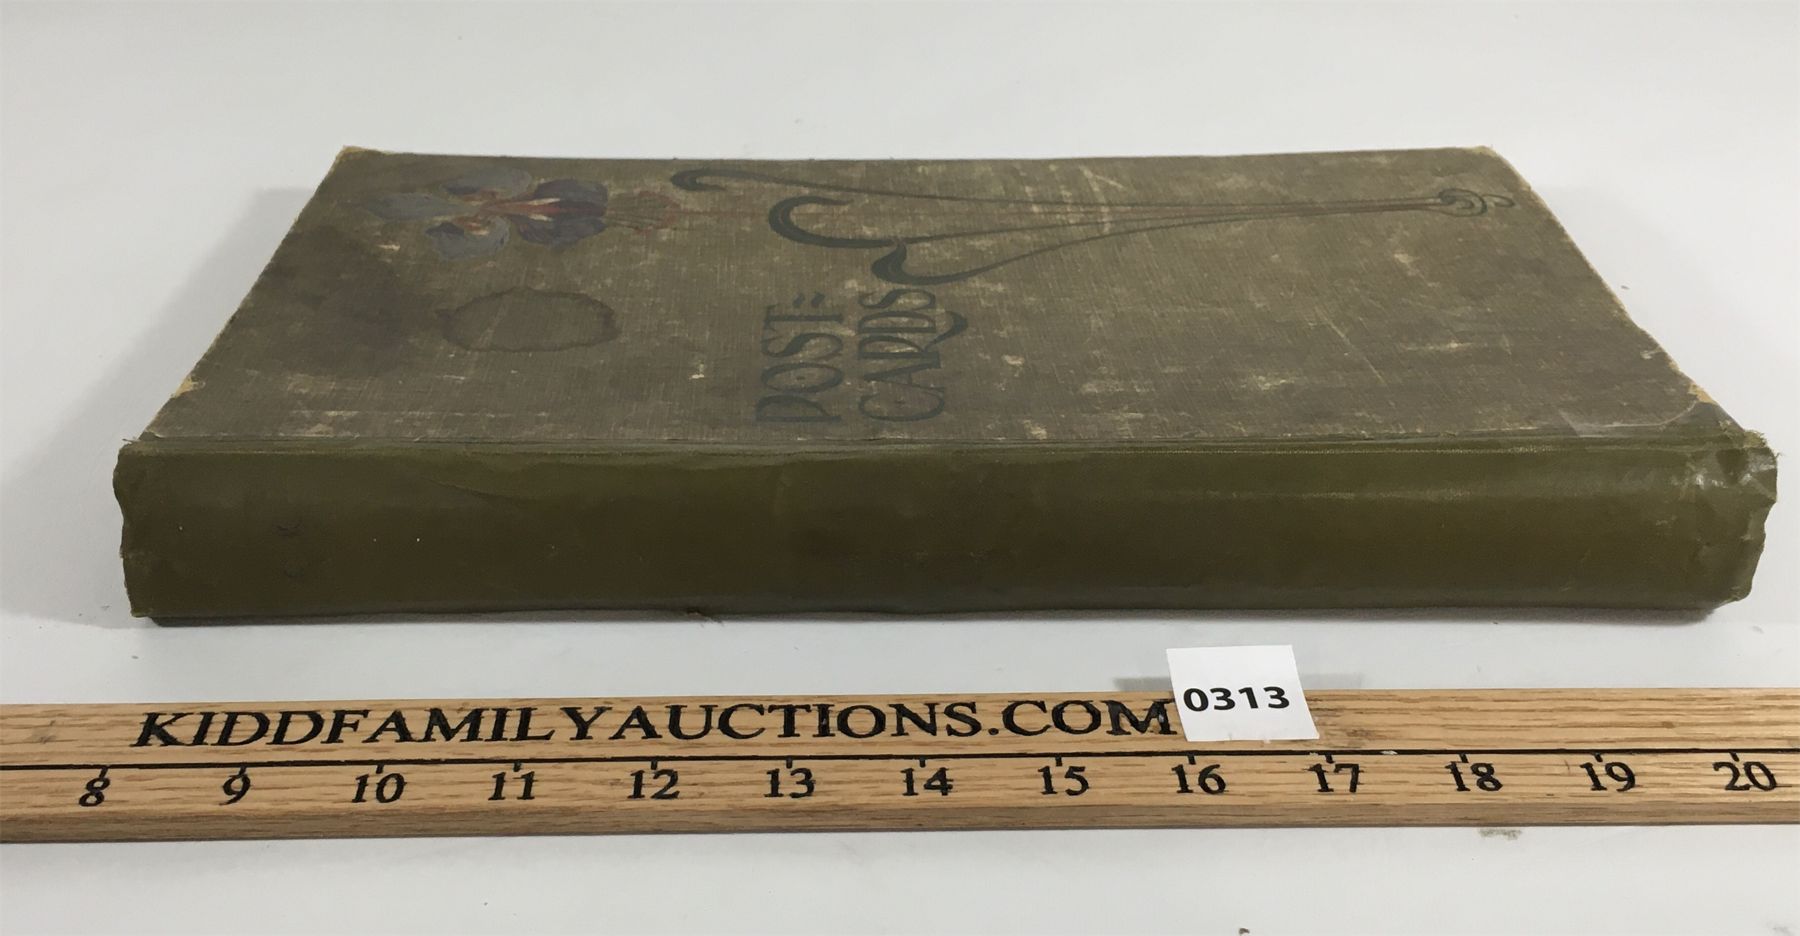 POST=
CARDS
0313
KIDDFAMILYAUCTIONS.COM
8 9 10 11 12 13 14 15 16 17 18 19 20